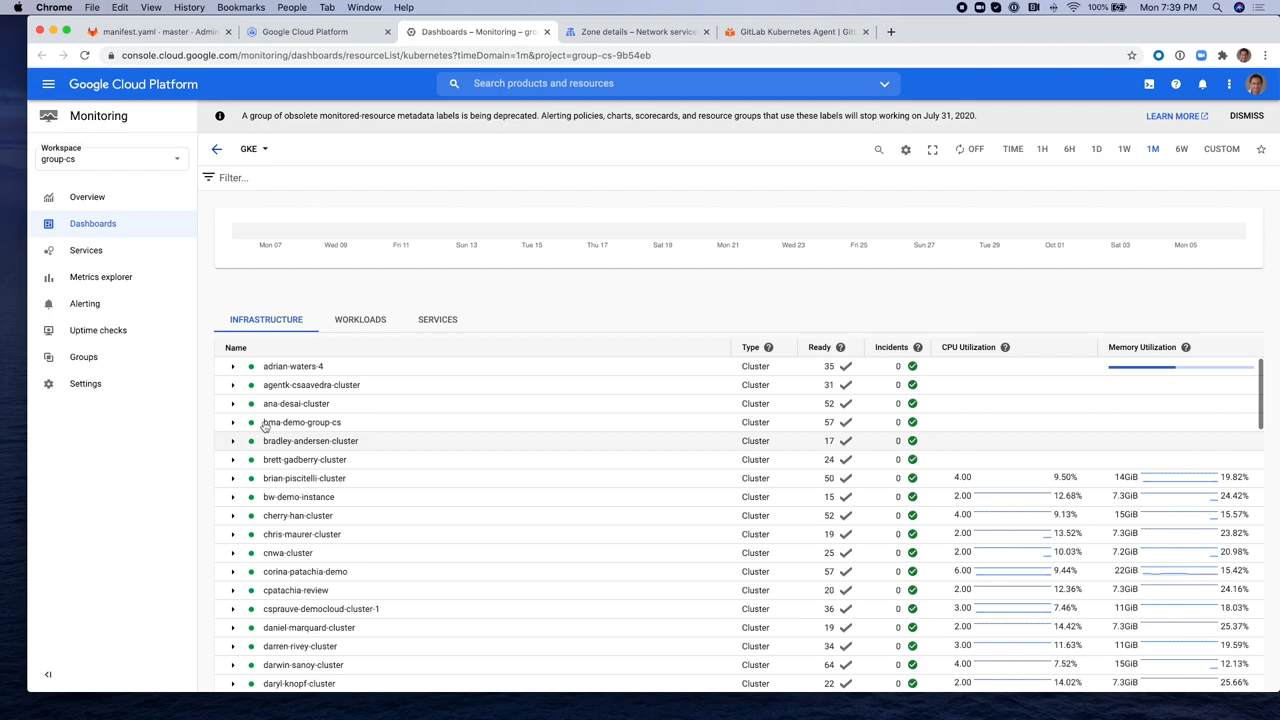 Chrome File Edit View History Bookmarks People Tab Window Help 100% Mon 7:39 PM
manifest.yaml - master - Admin Google Cloud Platform Dashboards – Monitoring – gro Zone details – Network service GitLab Kubernetes Agent | GitL
console.cloud.google.com/monitoring/dashboards/resourceList/kubernetes?timeDomain=1m&project=group-cs-9b54eb
Google Cloud Platform Search products and resources
Monitoring
A group of obsolete monitored-resource metadata labels is being deprecated. Alerting policies, charts, scorecards, and resource groups that use these labels will stop working on July 31, 2020. LEARN MORE DISMISS
Workspace
group-cs
GKE OFF TIME 1H 6H 1D 1W 1M 6W CUSTOM
Filter...
Overview
Dashboards
Services
Metrics explorer
Alerting
Uptime checks
Groups
Settings
Mon 07 Wed 09 Fri 11 Sun 13 Tue 15 Thu 17 Sat 19 Mon 21 Wed 23 Fri 25 Sun 27 Tue 29 Oct 01 Sat 03 Mon 05
INFRASTRUCTURE WORKLOADS SERVICES
Name Type Ready Incidents CPU Utilization Memory Utilization
adrian-waters-4 Cluster 35 0
agentk-csaavedra-cluster Cluster 31 0
ana-desai-cluster Cluster 52 0
bma-demo-group-cs Cluster 57 0
bradley-andersen-cluster Cluster 17 0
brett-gadberry-cluster Cluster 24 0
brian-piscitelli-cluster Cluster 50 0 4.00 9.50% 14GiB 19.82%
bw-demo-instance Cluster 15 0 2.00 12.68% 7.3GiB 24.42%
cherry-han-cluster Cluster 52 0 4.00 9.13% 15GiB 15.57%
chris-maurer-cluster Cluster 19 0 2.00 13.52% 7.3GiB 23.82%
cnwa-cluster Cluster 25 0 2.00 10.03% 7.2GiB 20.98%
corina-patachia-demo Cluster 57 0 6.00 9.44% 22GiB 15.42%
cpatachia-review Cluster 20 0 2.00 12.36% 7.3GiB 24.16%
csprauve-democloud-cluster-1 Cluster 36 0 3.00 7.46% 11GiB 18.03%
daniel-marquard-cluster Cluster 19 0 2.00 14.42% 7.3GiB 25.37%
darren-rivey-cluster Cluster 34 0 3.00 11.63% 11GiB 19.59%
darwin-sanoy-cluster Cluster 64 0 4.00 7.52% 15GiB 12.13%
daryl-knopf-cluster Cluster 22 0 2.00 14.02% 7.3GiB 25.66%